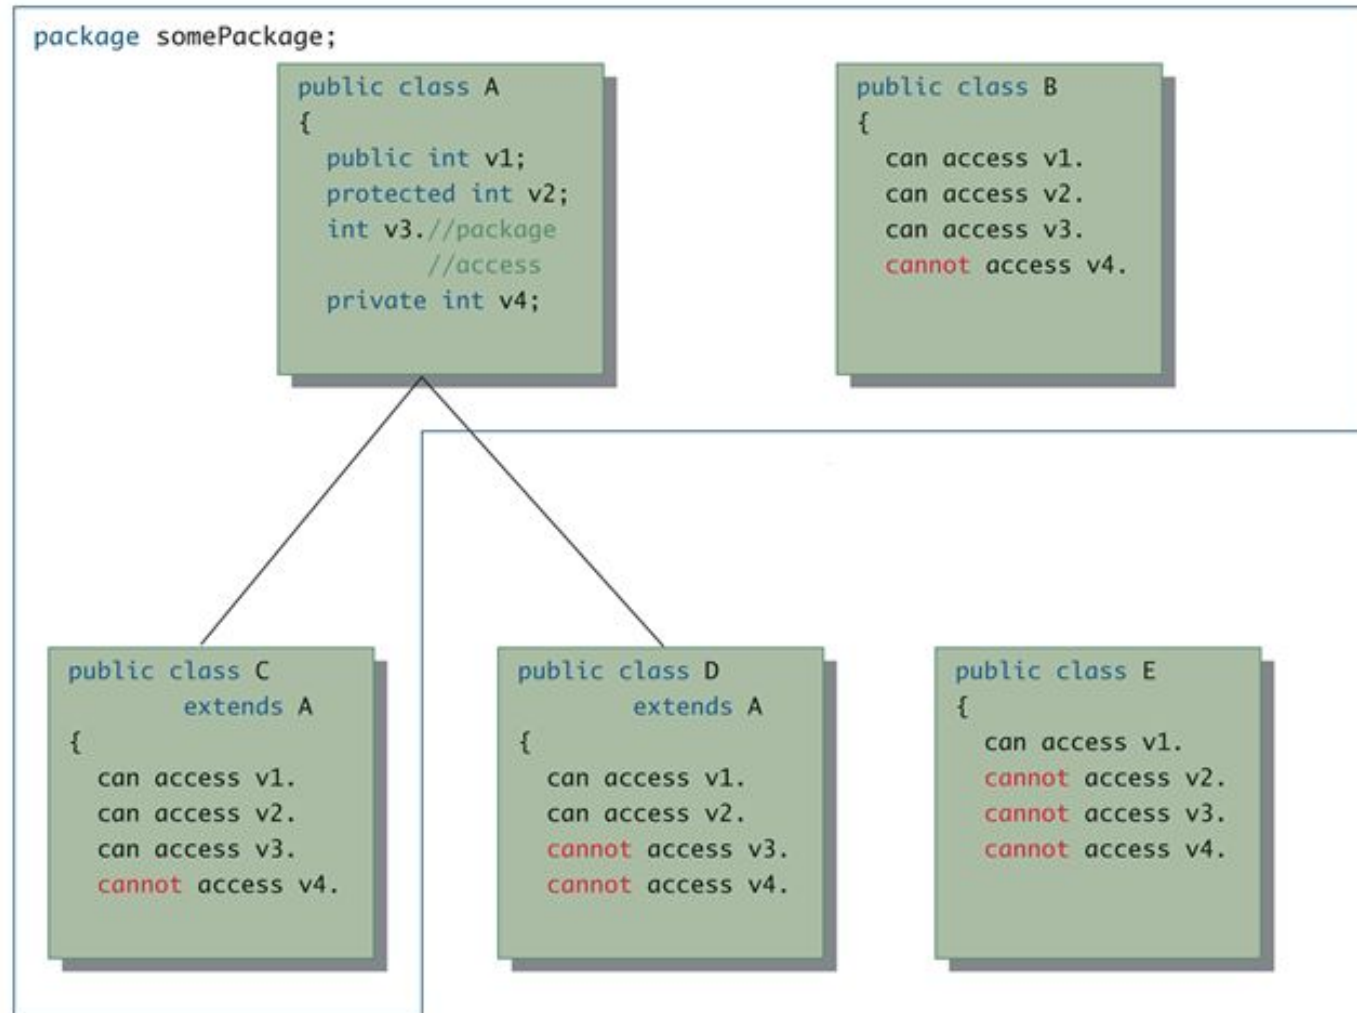 package somePackage;
public class A
{
public int v1;
protected int v2;
int v3.//package
//access
private int v4;
public class B
{
can access v1.
can access v2.
can access v3.
cannot access v4.
public class C
extends A
{
can access v1.
can access v2.
can access v3.
cannot access v4.
public class D
extends A
{
can access v1.
can access v2.
cannot access v3.
cannot access v4.
public class E
{
can access v1.
cannot access v2.
cannot access v3.
cannot access v4.